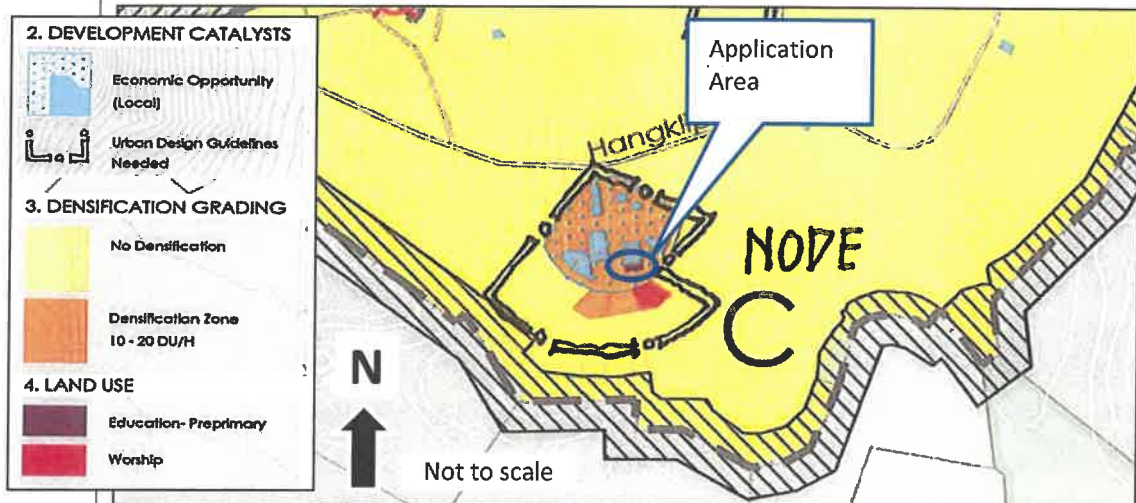 2. DEVELOPMENT CATALYSTS
Economic Opportunity
(Local)
Urban Design Guidelines
Needed
3. DENSIFICATION GRADING
No Densification
Densification Zone
10 - 20 DU/H
4. LAND USE
Education- Preprimary
Worship
Application
Area
NODE
C
N
Not to scale